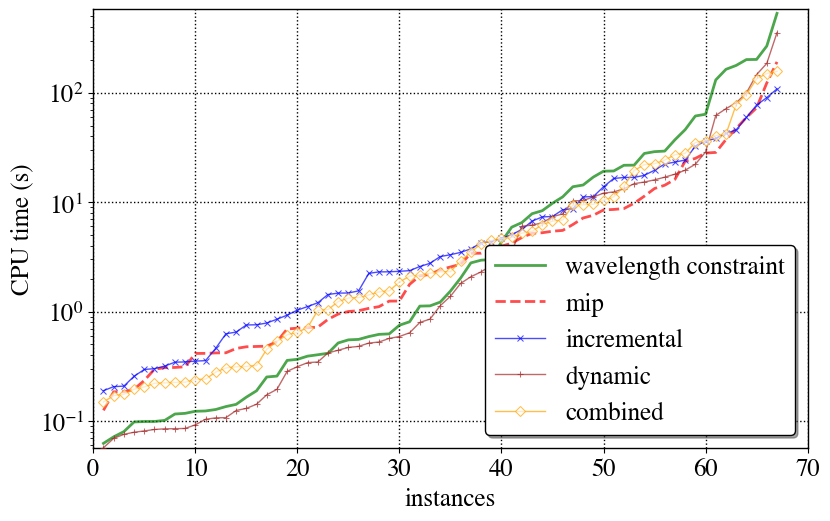 CPU time (s)
10²
10¹
10⁰
10⁻¹
wavelength constraint
mip
incremental
dynamic
combined
0 10 20 30 40 50 60 70
instances